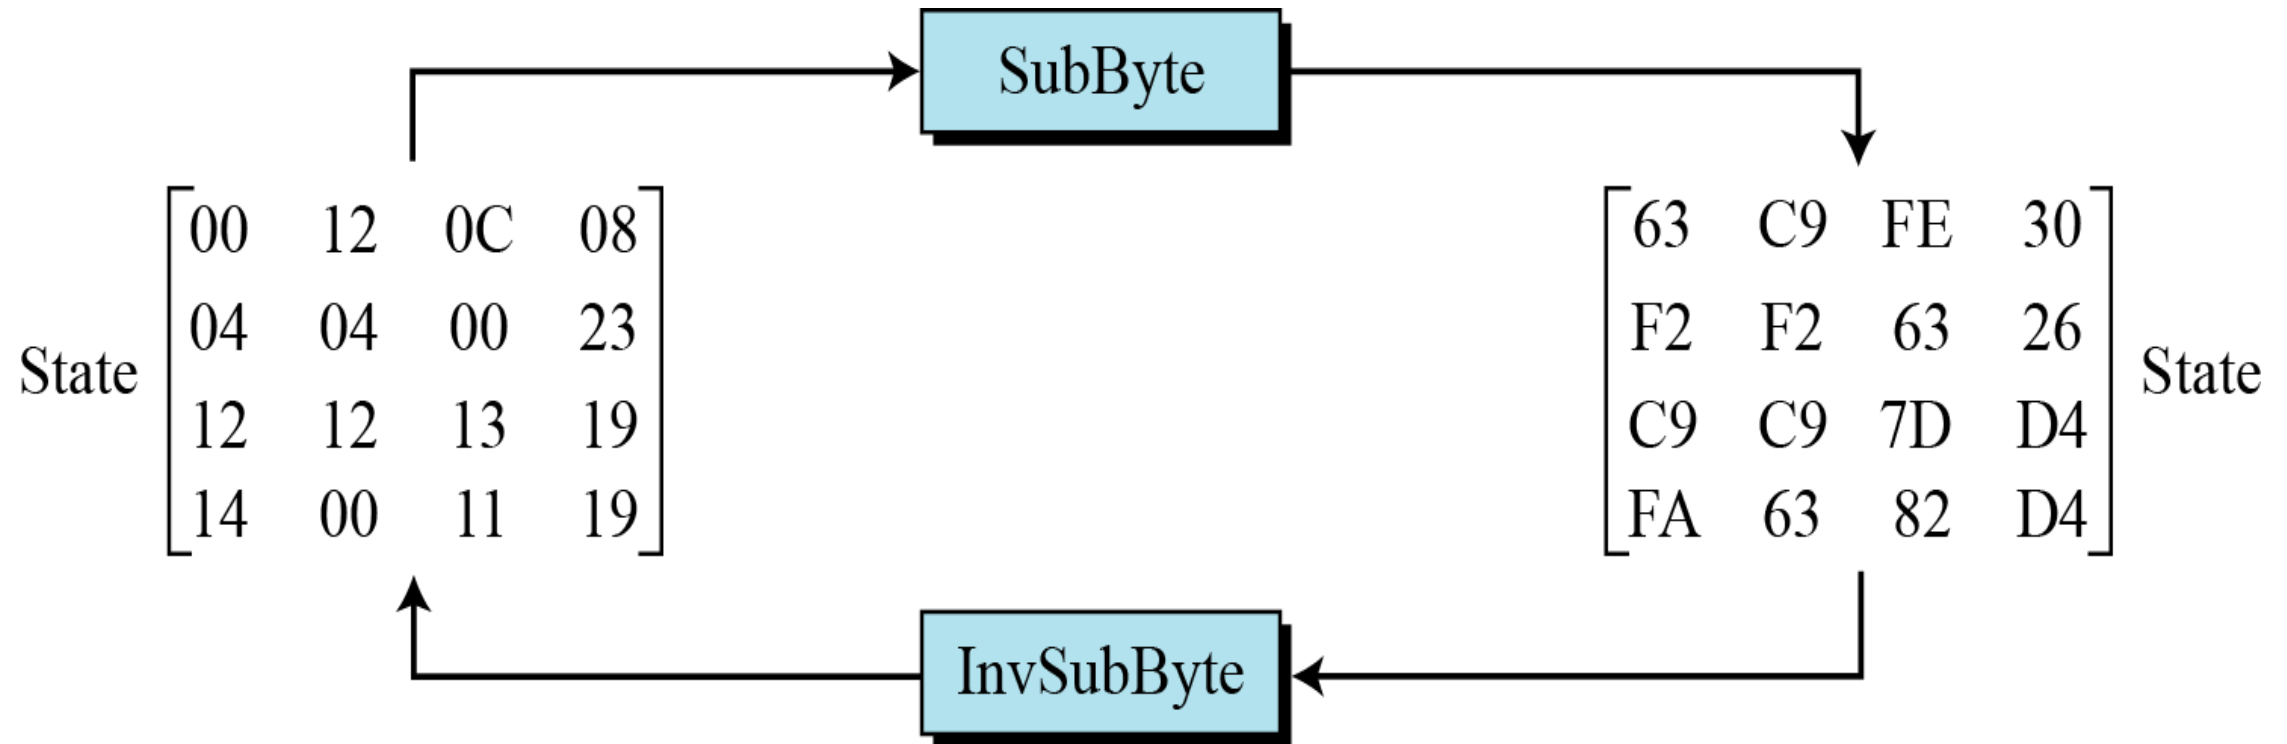 SubByte
00 12 0C 08
04 04 00 23
12 12 13 19
14 00 11 19
State
63 C9 FE 30
F2 F2 63 26
C9 C9 7D D4
FA 63 82 D4
State
InvSubByte